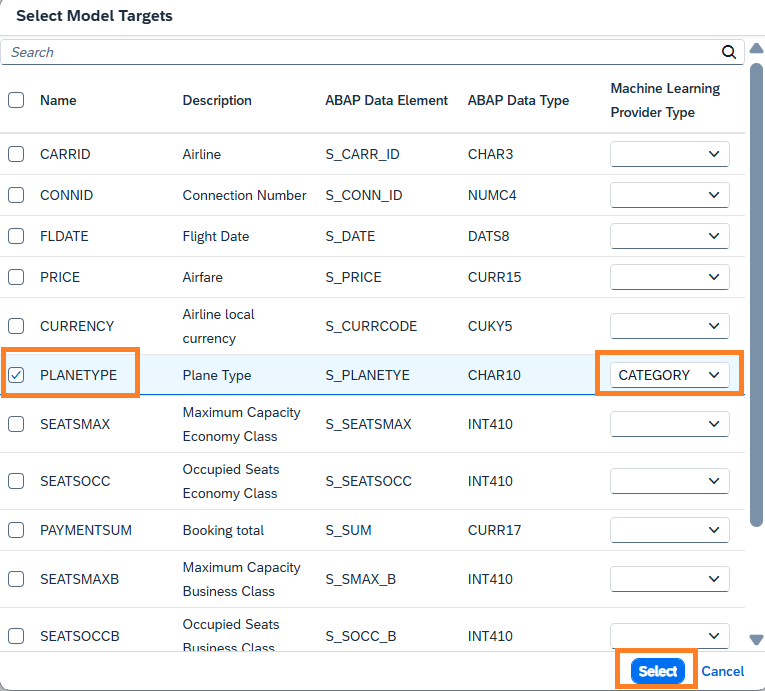 Select Model Targets
Search
Name Description ABAP Data Element ABAP Data Type Machine Learning
Provider Type
CARRID Airline S_CARR_ID CHAR3
CONNID Connection Number S_CONN_ID NUMC4
FLDATE Flight Date S_DATE DATS8
PRICE Airfare S_PRICE CURR15
CURRENCY Airline local
currency S_CURRCODE CUKY5
PLANETYPE Plane Type S_PLANETYE CHAR10 CATEGORY
SEATSMAX Maximum Capacity
Economy Class S_SEATSMAX INT410
SEATSOCC Occupied Seats
Economy Class S_SEATSOCC INT410
PAYMENTSUM Booking total S_SUM CURR17
SEATSMAXB Maximum Capacity
Business Class S_SMAX_B INT410
SEATSOCCB Occupied Seats
Business Class S_SOCC_B INT410
Select Cancel